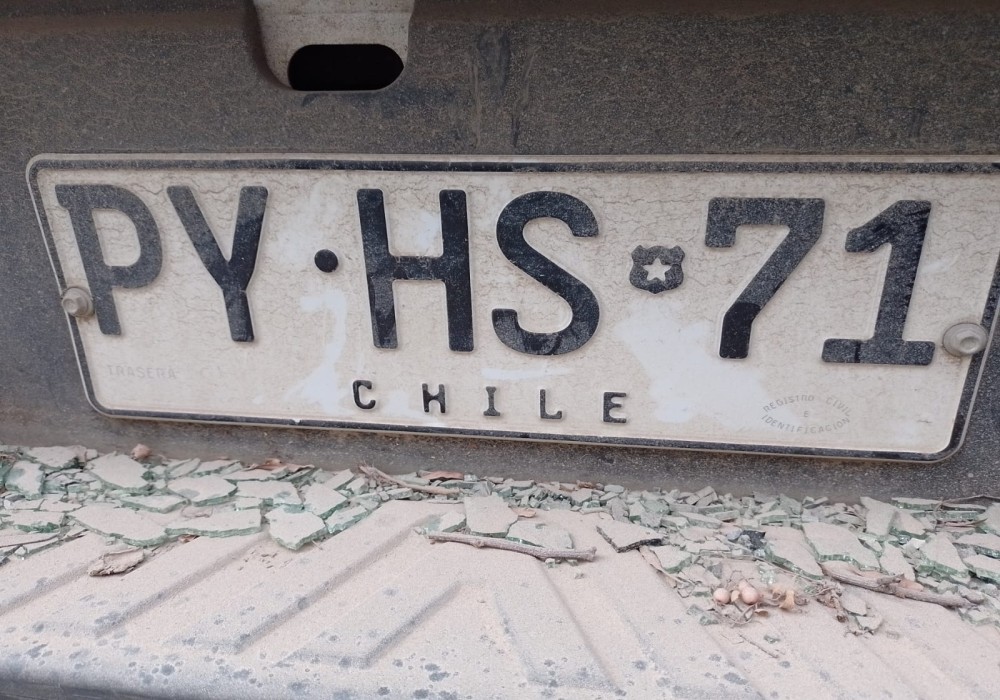 PY·HS·71
TRASERA
CHILE
REGISTRO CIVIL
E
IDENTIFICACION